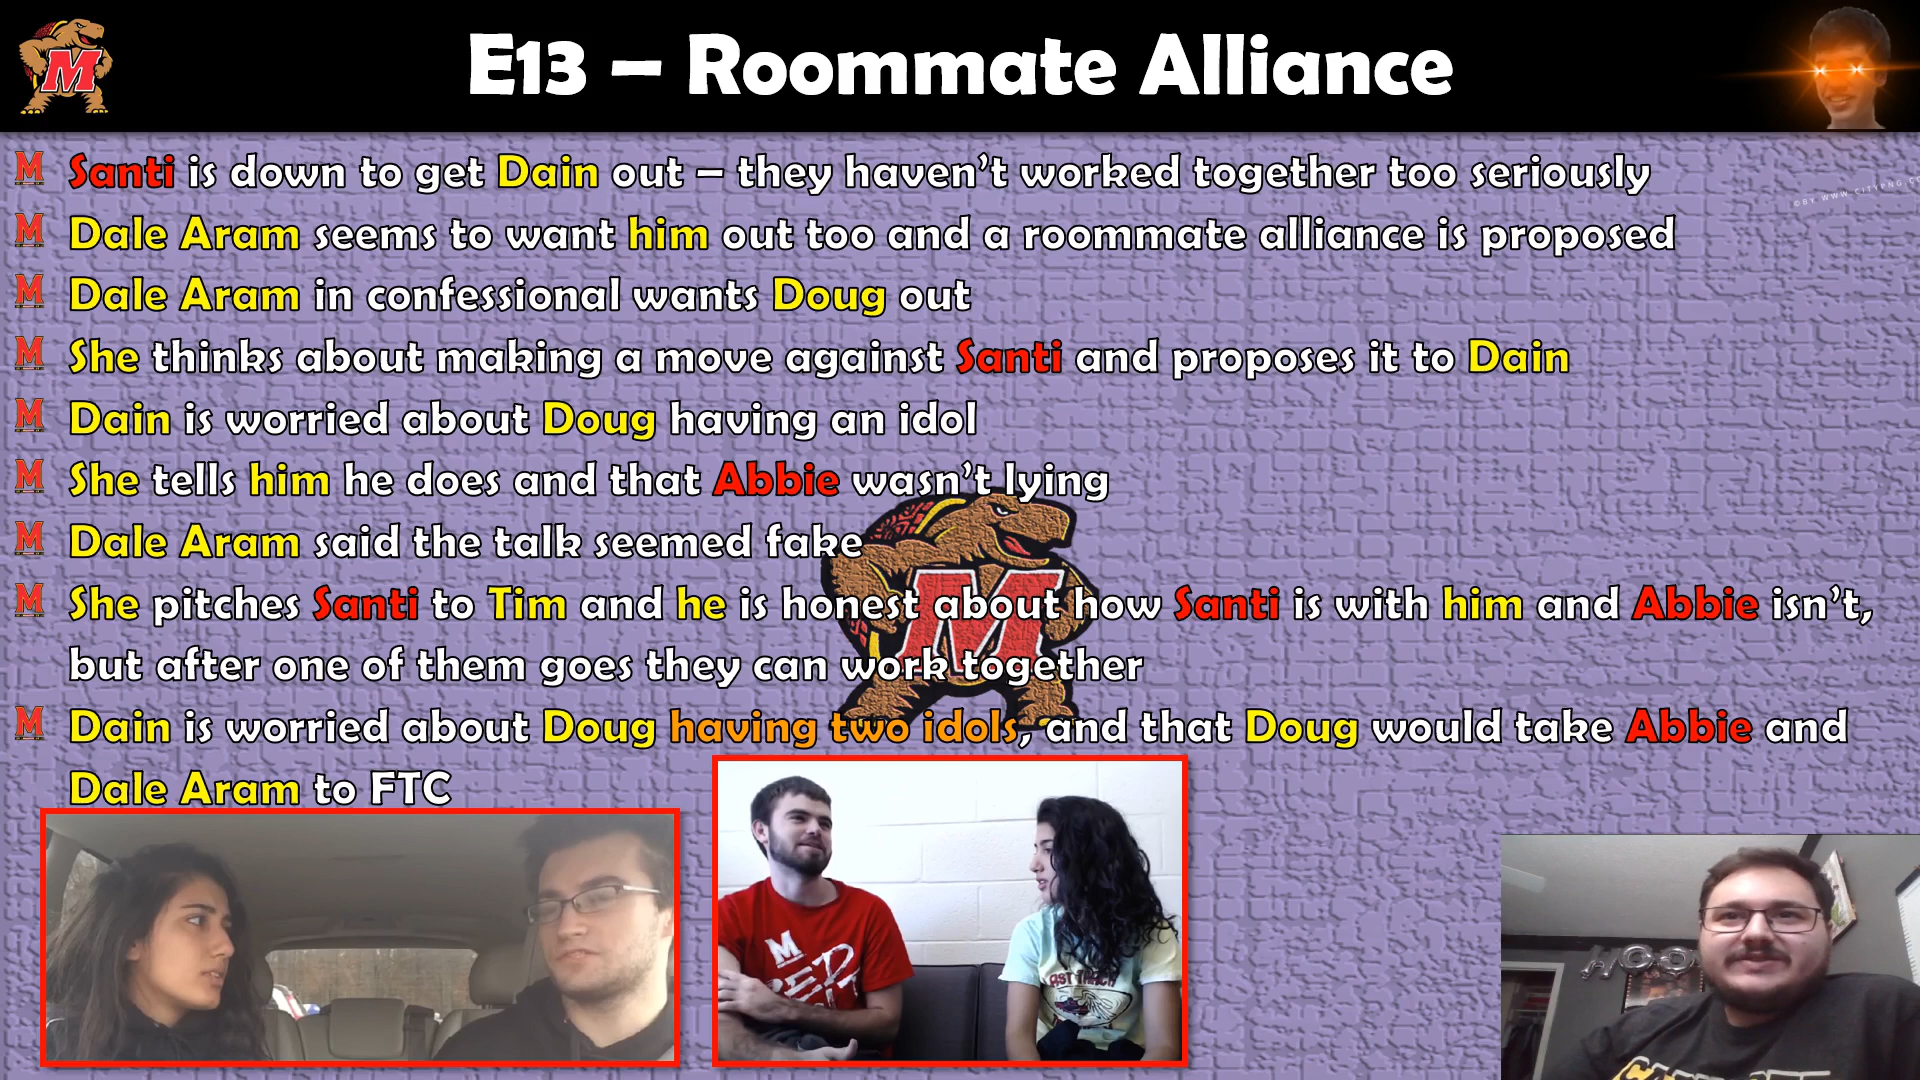 E13 – Roommate Alliance
©BY WWW.CITYPNG.CO
Santi is down to get Dain out – they haven't worked together too seriously
Dale Aram seems to want him out too and a roommate alliance is proposed
Dale Aram in confessional wants Doug out
She thinks about making a move against Santi and proposes it to Dain
Dain is worried about Doug having an idol
She tells him he does and that Abbie wasn't lying
Dale Aram said the talk seemed fake
She pitches Santi to Tim and he is honest about how Santi is with him and Abbie isn't,
but after one of them goes they can work together
Dain is worried about Doug having two idols, and that Doug would take Abbie and
Dale Aram to FTC
M